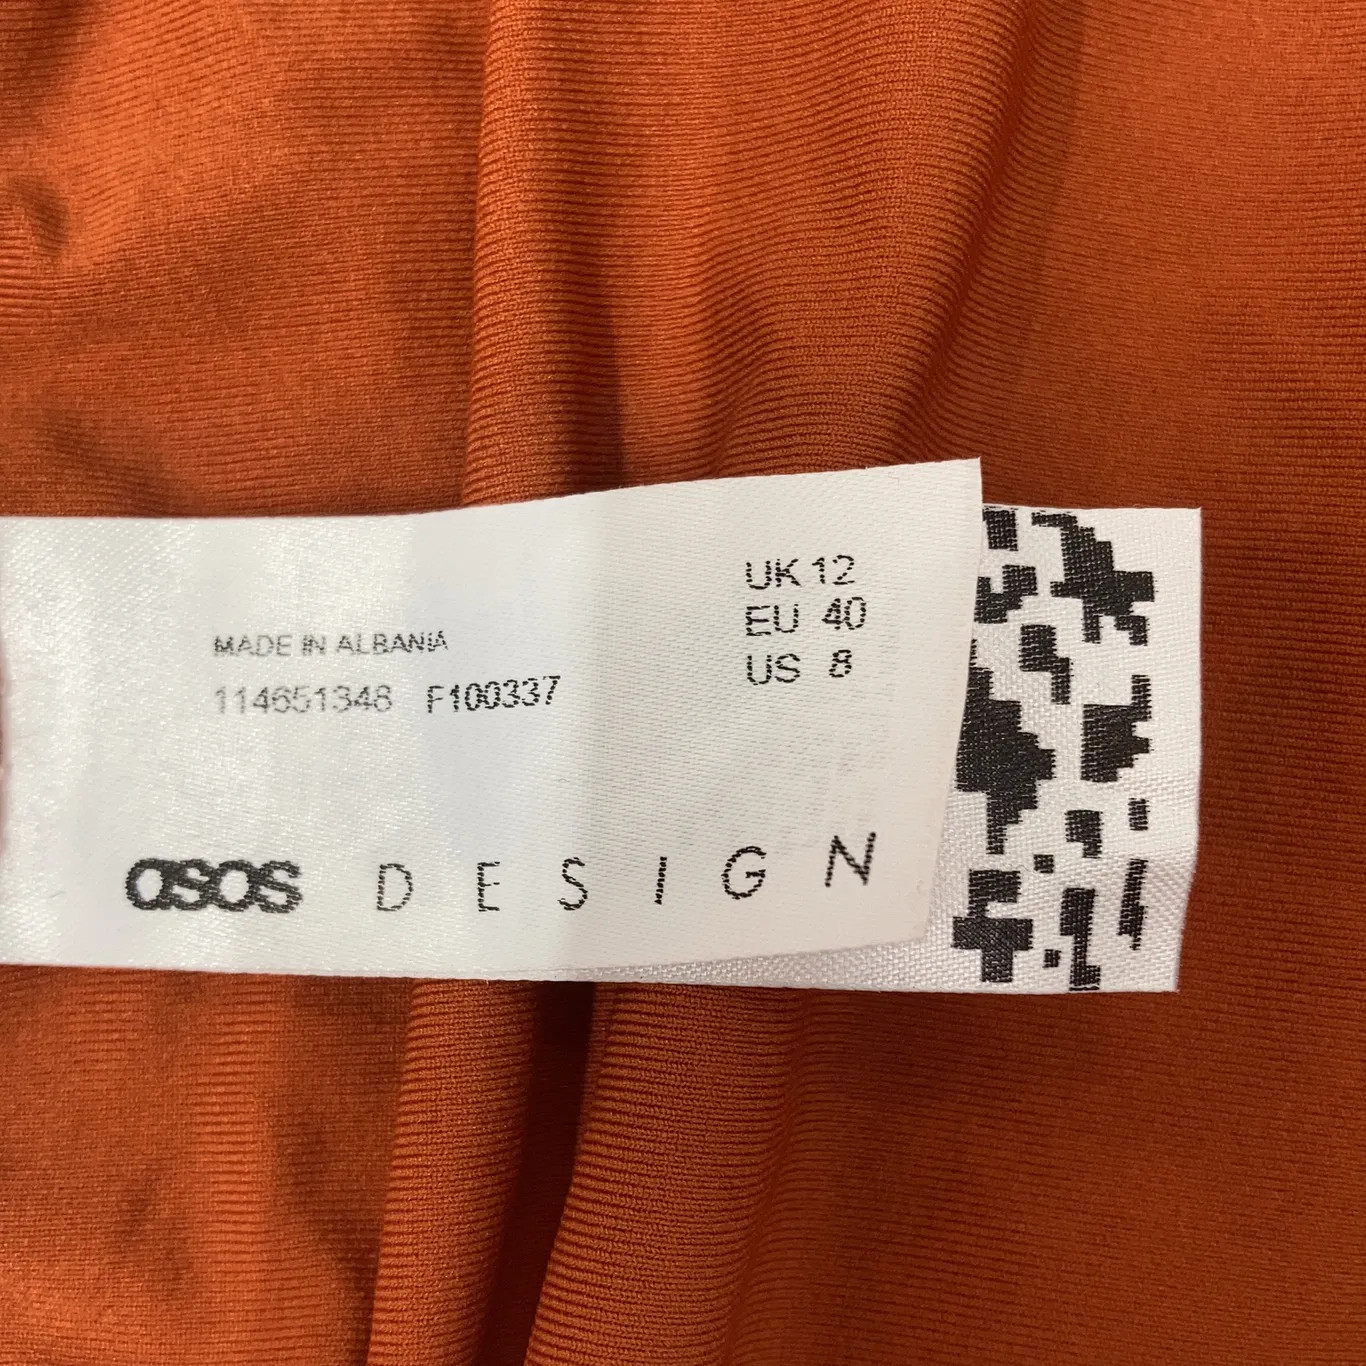 UK 12
EU 40
US 8
MADE IN ALBANIA
114651348 F100337
asos DESIGN